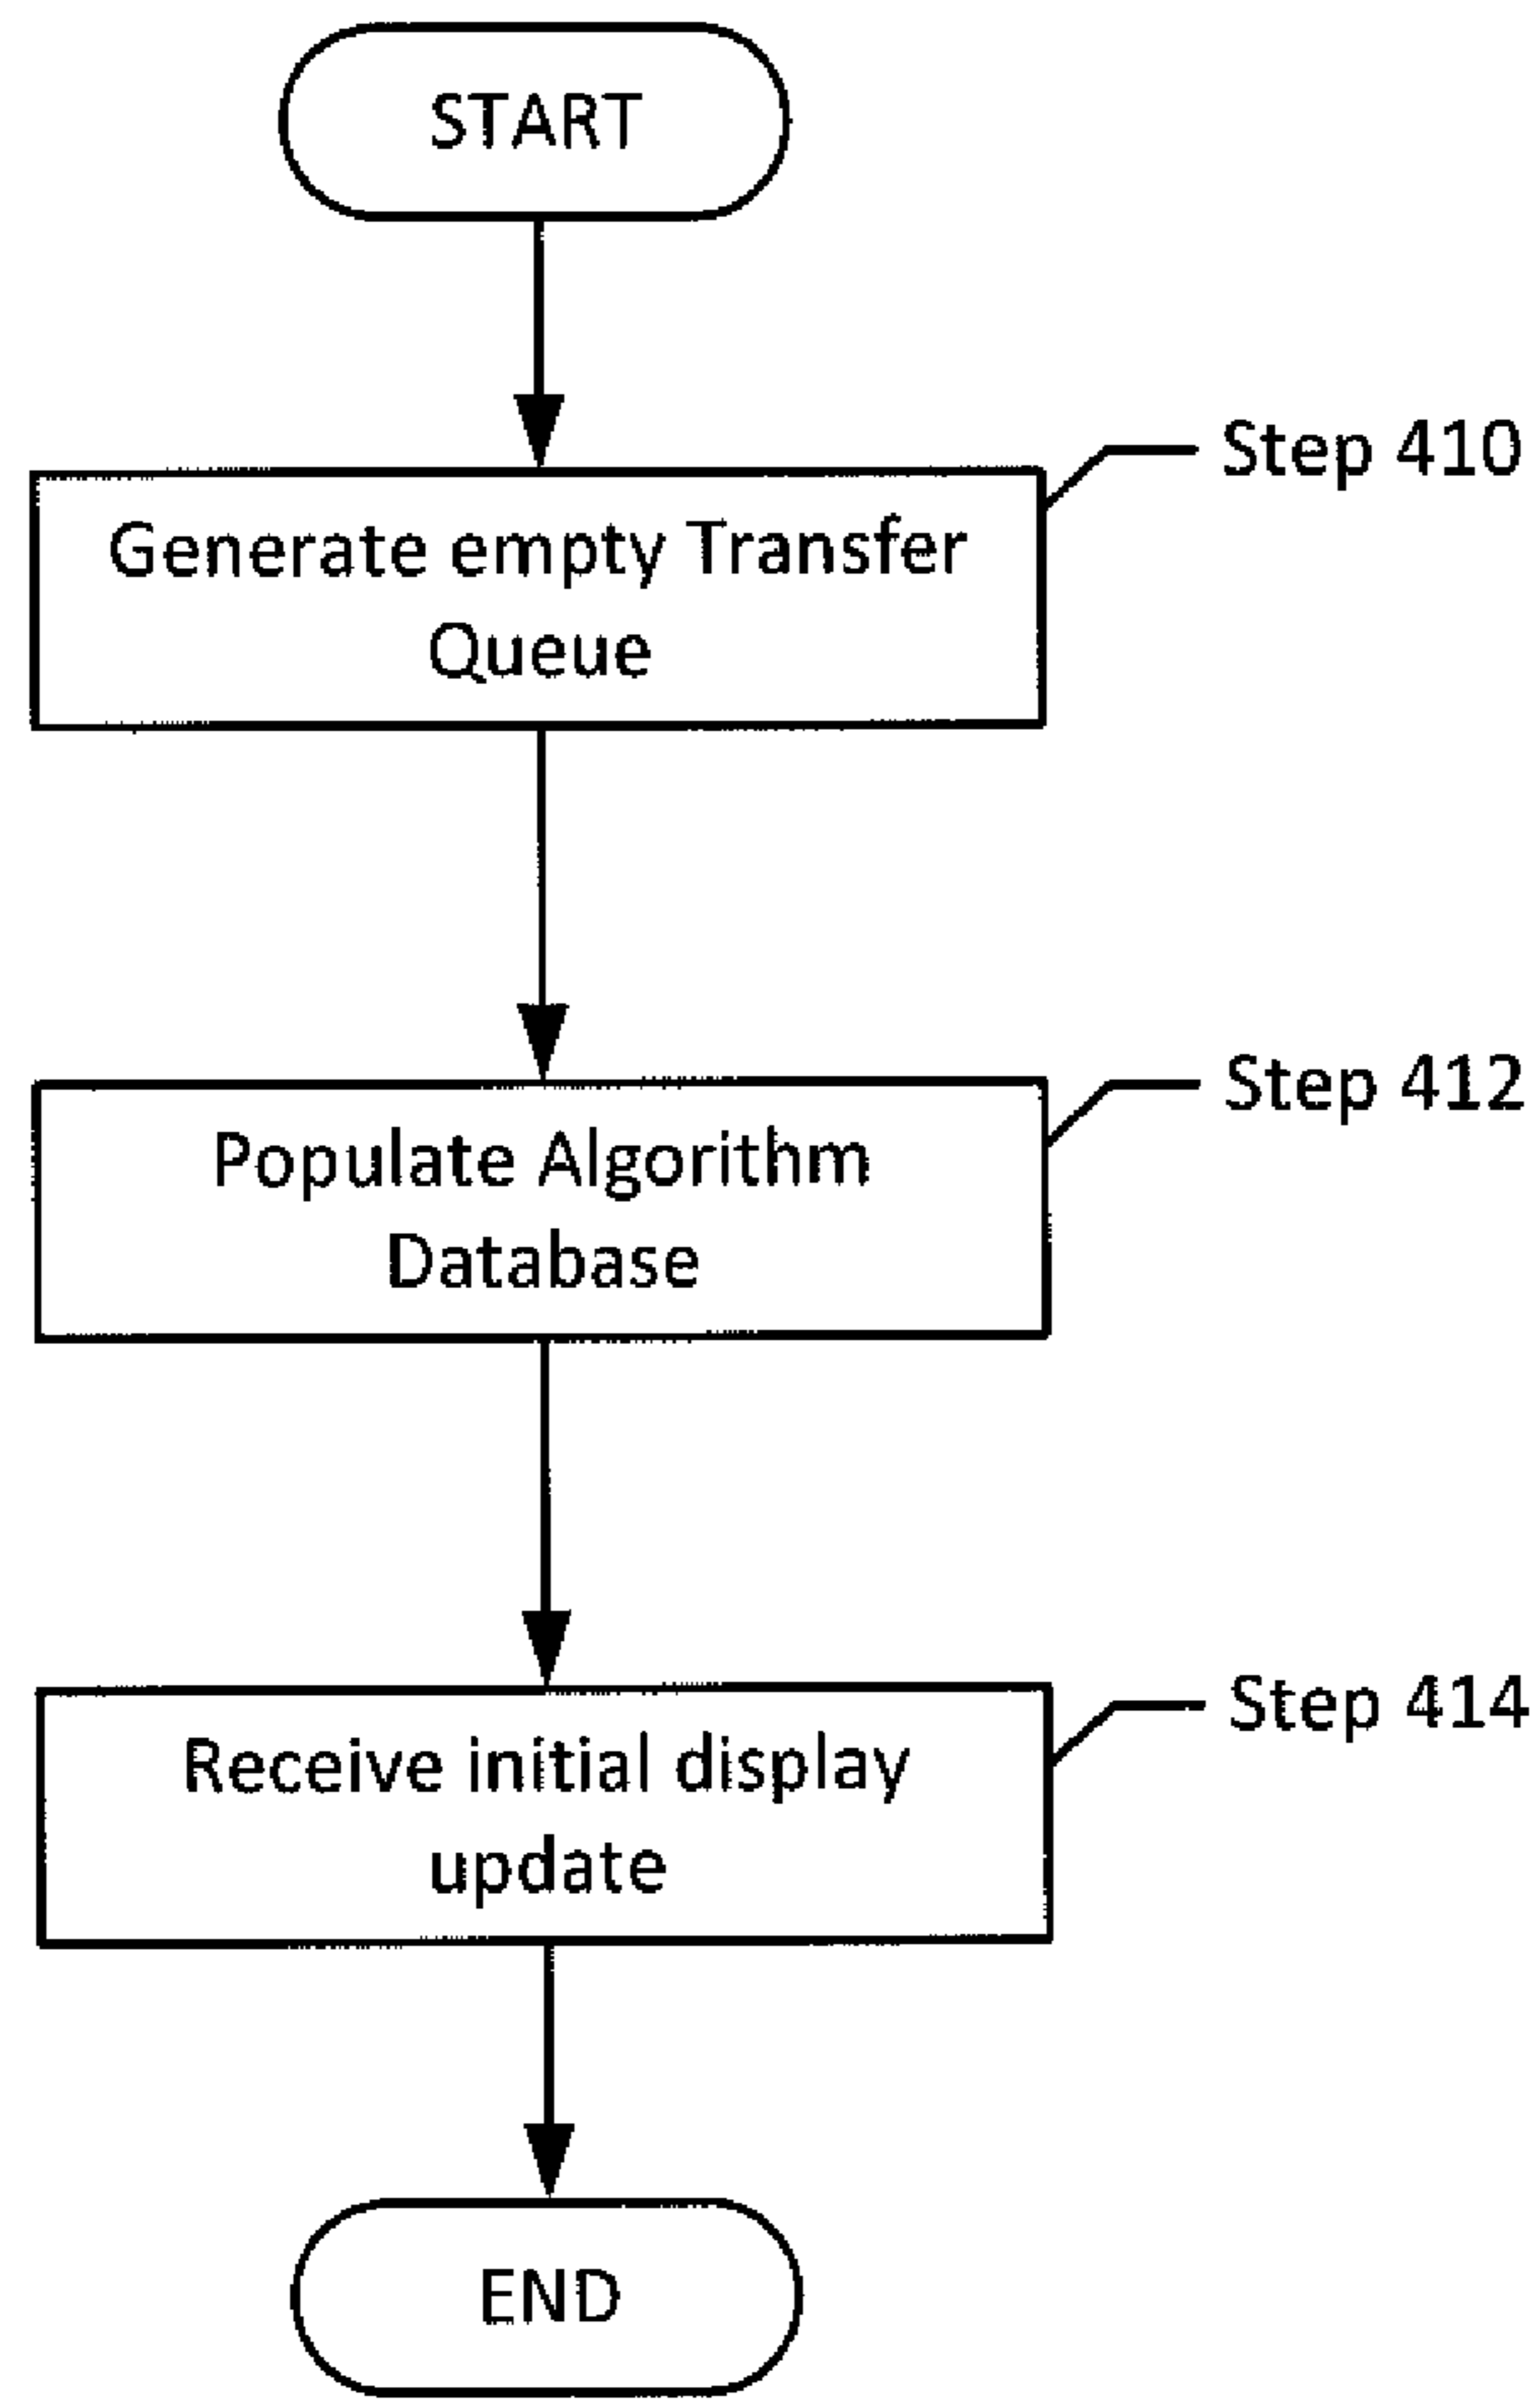 START
Step 410
Generate empty Transfer
Queue
Step 412
Populate Algorithm
Database
Step 414
Receive initial display
update
END